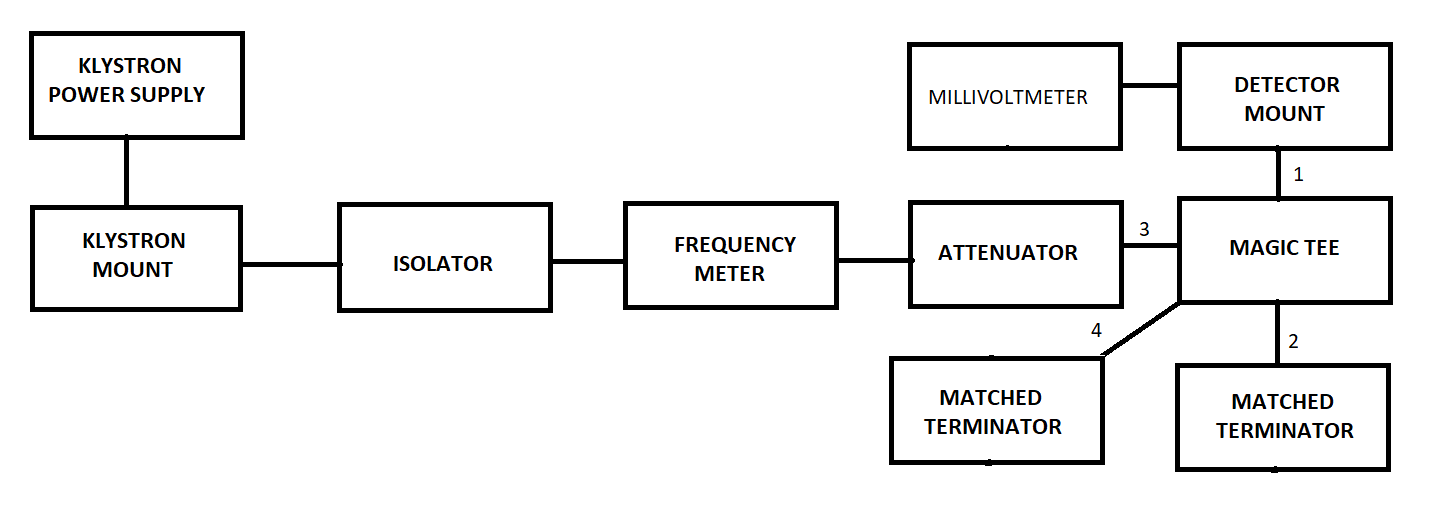 KLYSTRON
POWER SUPPLY
KLYSTRON
MOUNT
ISOLATOR
FREQUENCY
METER
ATTENUATOR
MILLIVOLTMETER
DETECTOR
MOUNT
1
3
MAGIC TEE
4
2
MATCHED
TERMINATOR
MATCHED
TERMINATOR